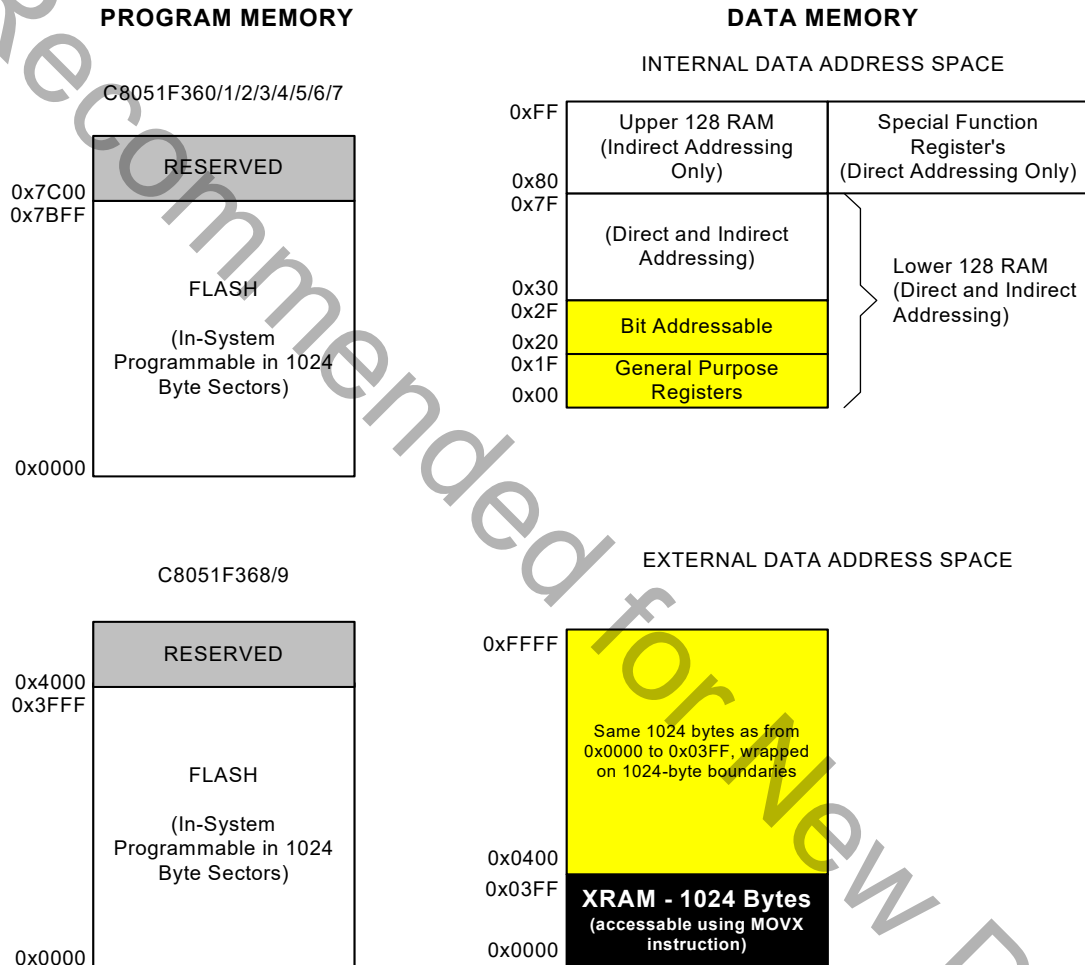 PROGRAM MEMORY
C8051F360/1/2/3/4/5/6/7
RESERVED
0x7C00
0x7BFF
FLASH
(In-System
Programmable in 1024
Byte Sectors)
0x0000
C8051F368/9
RESERVED
0x4000
0x3FFF
FLASH
(In-System
Programmable in 1024
Byte Sectors)
0x0000
DATA MEMORY
INTERNAL DATA ADDRESS SPACE
0xFF
Upper 128 RAM
(Indirect Addressing
Only)
Special Function
Register's
(Direct Addressing Only)
0x80
0x7F
(Direct and Indirect
Addressing)
Lower 128 RAM
(Direct and Indirect
Addressing)
0x30
0x2F
Bit Addressable
0x20
0x1F
General Purpose
Registers
0x00
EXTERNAL DATA ADDRESS SPACE
0xFFFF
Same 1024 bytes as from
0x0000 to 0x03FF, wrapped
on 1024-byte boundaries
0x0400
0x03FF
XRAM - 1024 Bytes
(accessable using MOVX
instruction)
0x0000
Recommended for New